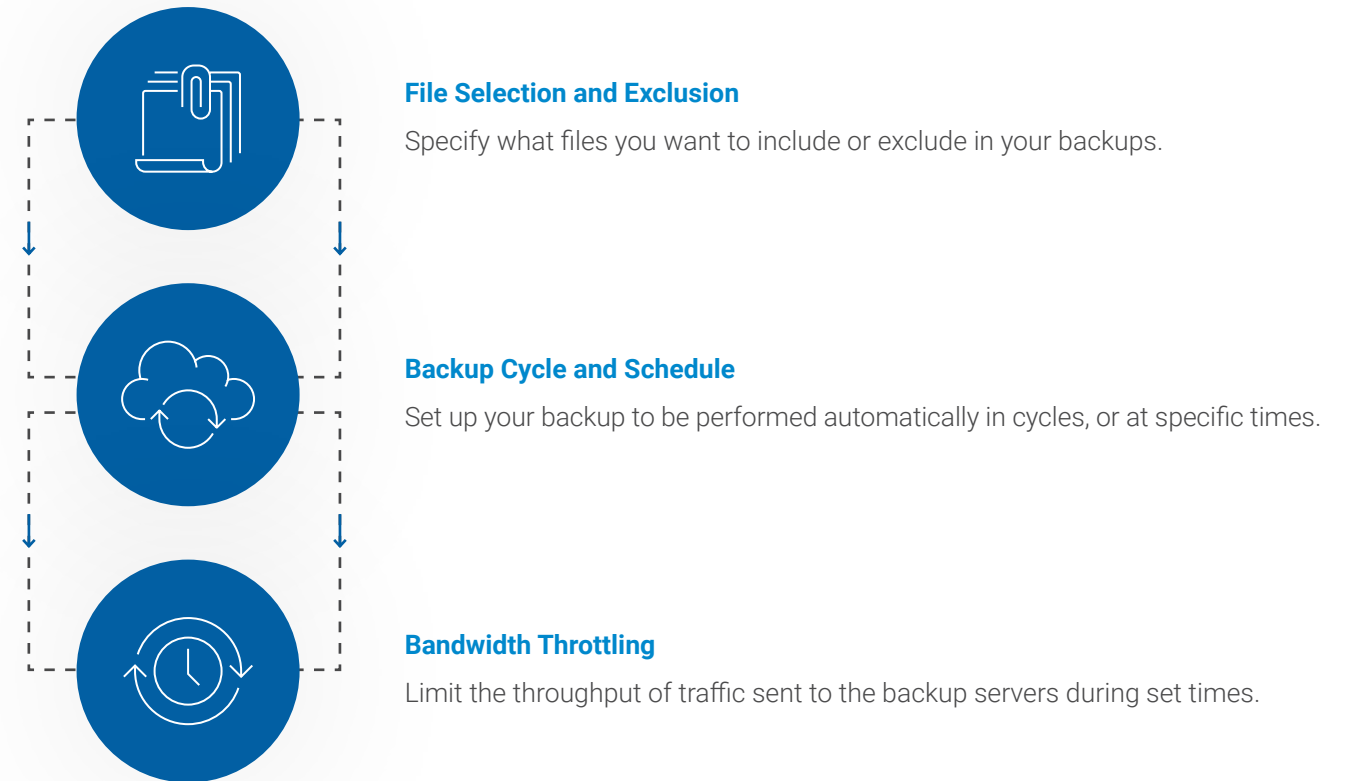 File Selection and Exclusion
Specify what files you want to include or exclude in your backups.
Backup Cycle and Schedule
Set up your backup to be performed automatically in cycles, or at specific times.
Bandwidth Throttling
Limit the throughput of traffic sent to the backup servers during set times.